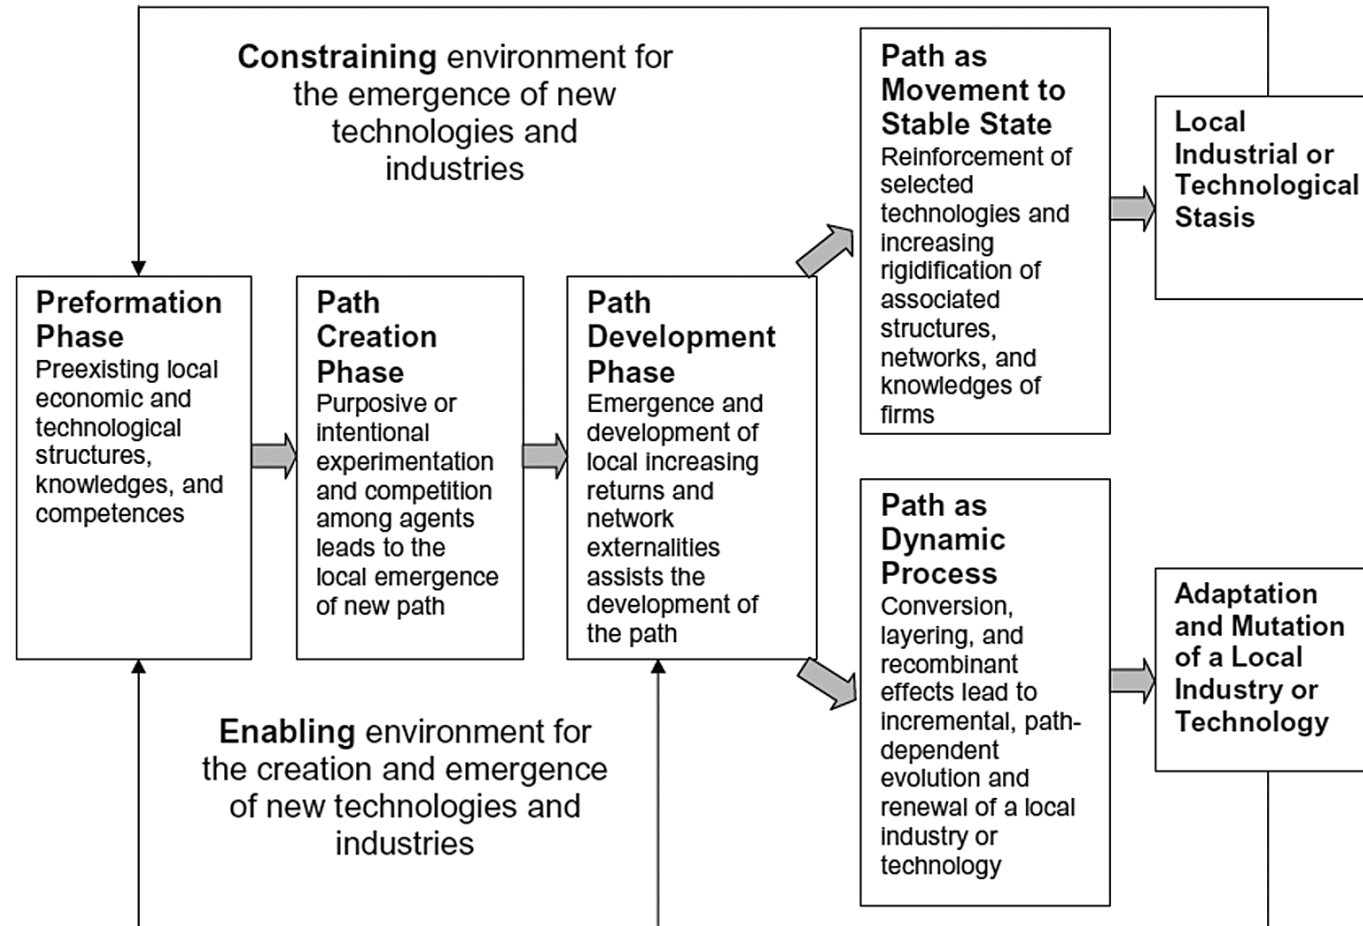 Constraining environment for
the emergence of new
technologies and
industries
Preformation
Phase
Preexisting local
economic and
technological
structures,
knowledges, and
competences
Path
Creation
Phase
Purposive or
intentional
experimentation
and competition
among agents
leads to the
local emergence
of new path
Path
Development
Phase
Emergence and
development of
local increasing
returns and
network
externalities
assists the
development of
the path
Path as
Movement to
Stable State
Reinforcement of
selected
technologies and
increasing
rigidification of
associated
structures,
networks, and
knowledges of
firms
Local
Industrial or
Technological
Stasis
Path as
Dynamic
Process
Conversion,
layering, and
recombinant
effects lead to
incremental, path-
dependent
evolution and
renewal of a local
industry or
technology
Adaptation
and Mutation
of a Local
Industry or
Technology
Enabling environment for
the creation and emergence
of new technologies and
industries